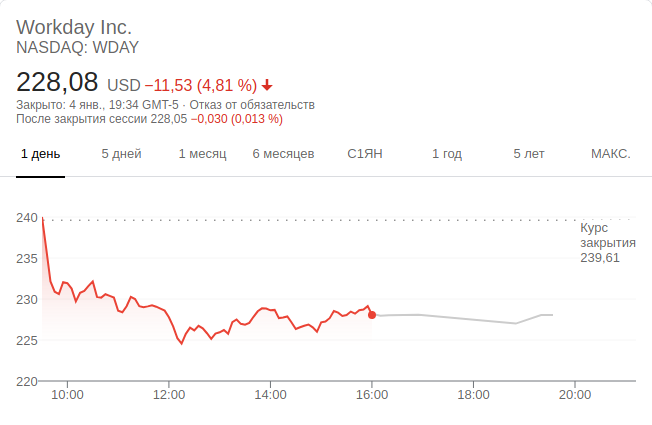 Workday Inc.
NASDAQ: WDAY
228,08 USD −11,53 (4,81 %)
Закрыто: 4 янв., 19:34 GMT-5 · Отказ от обязательств
После закрытия сессии 228,05 −0,030 (0,013 %)
1 день 5 дней 1 месяц 6 месяцев С1ЯН 1 год 5 лет МАКС.
240
Курс
закрытия
239,61
235
230
225
220
10:00 12:00 14:00 16:00 18:00 20:00